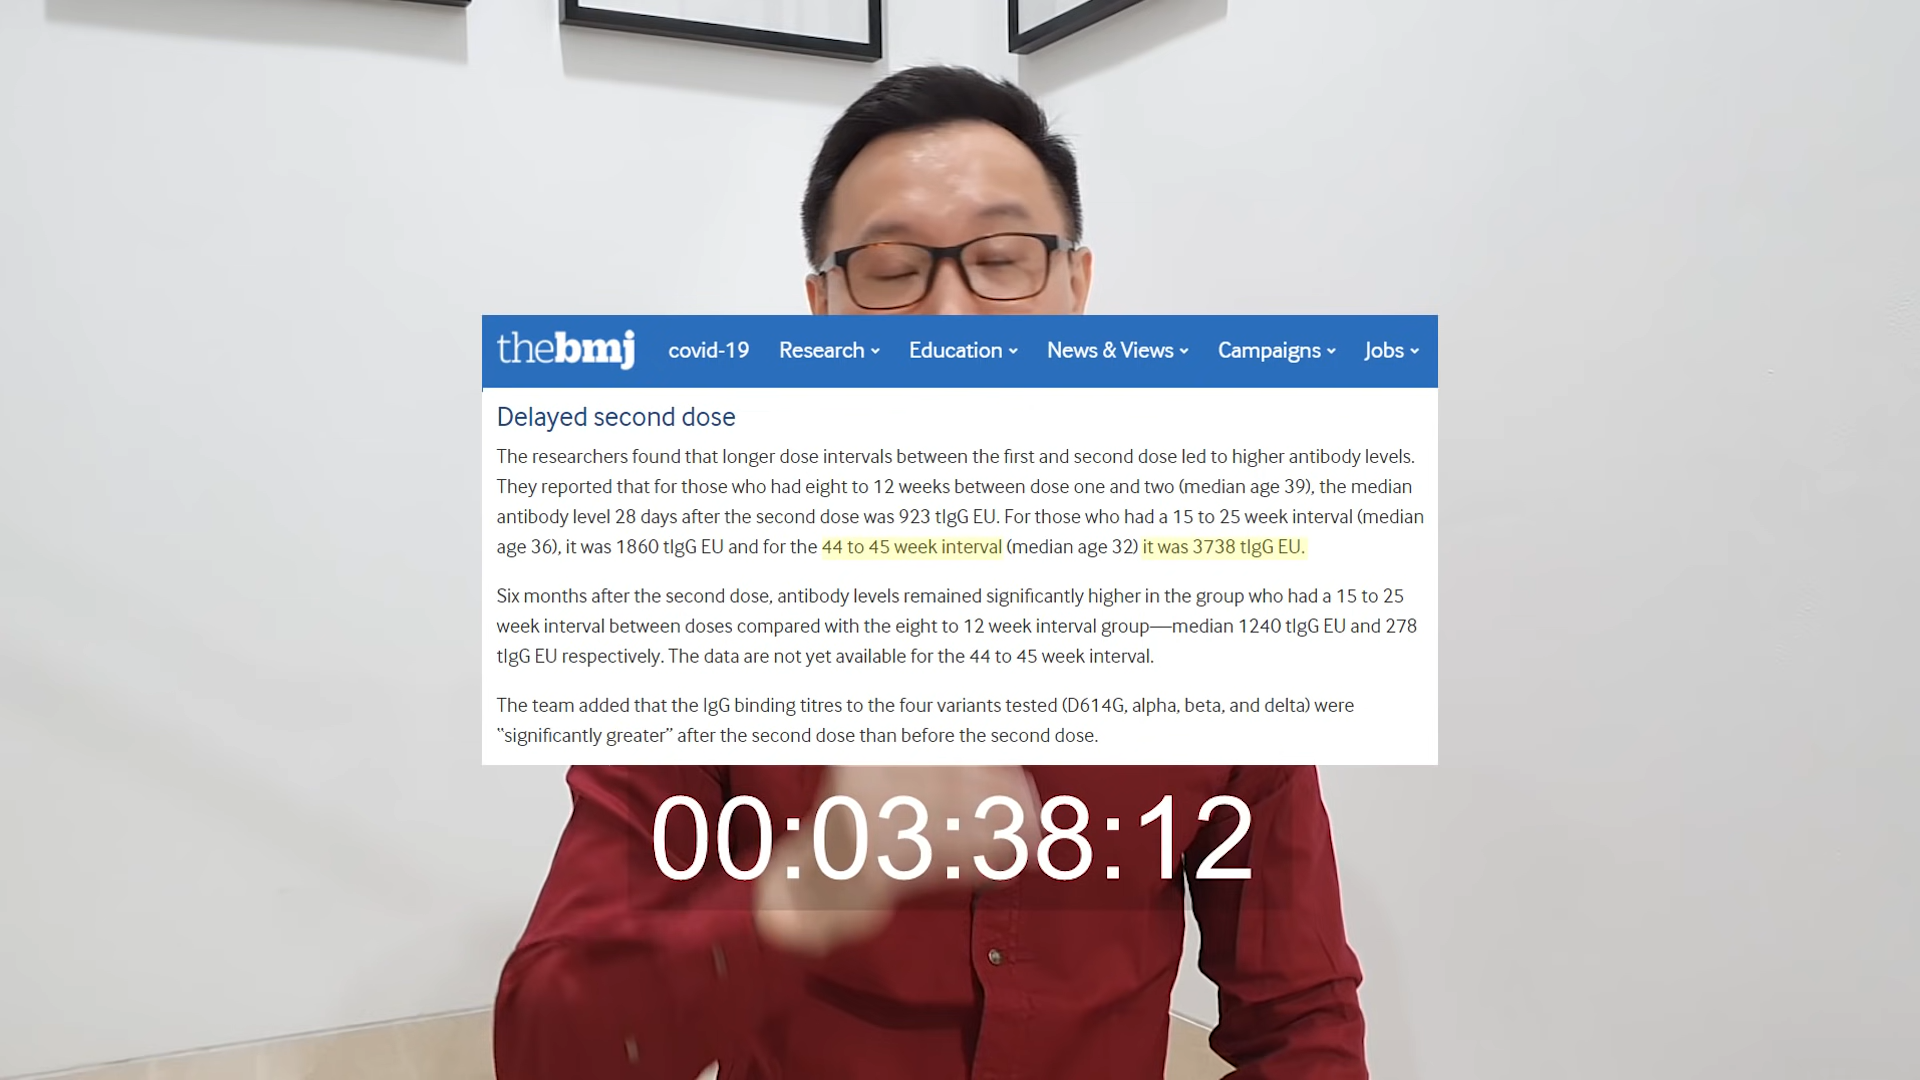 thebmj covid-19 Research Education News & Views Campaigns Jobs
Delayed second dose
The researchers found that longer dose intervals between the first and second dose led to higher antibody levels.
They reported that for those who had eight to 12 weeks between dose one and two (median age 39), the median
antibody level 28 days after the second dose was 923 tIgG EU. For those who had a 15 to 25 week interval (median
age 36), it was 1860 tIgG EU and for the 44 to 45 week interval (median age 32) it was 3738 tIgG EU.
Six months after the second dose, antibody levels remained significantly higher in the group who had a 15 to 25
week interval between doses compared with the eight to 12 week interval group—median 1240 tIgG EU and 278
tIgG EU respectively. The data are not yet available for the 44 to 45 week interval.
The team added that the IgG binding titres to the four variants tested (D614G, alpha, beta, and delta) were
“significantly greater” after the second dose than before the second dose.
00:03:38:12